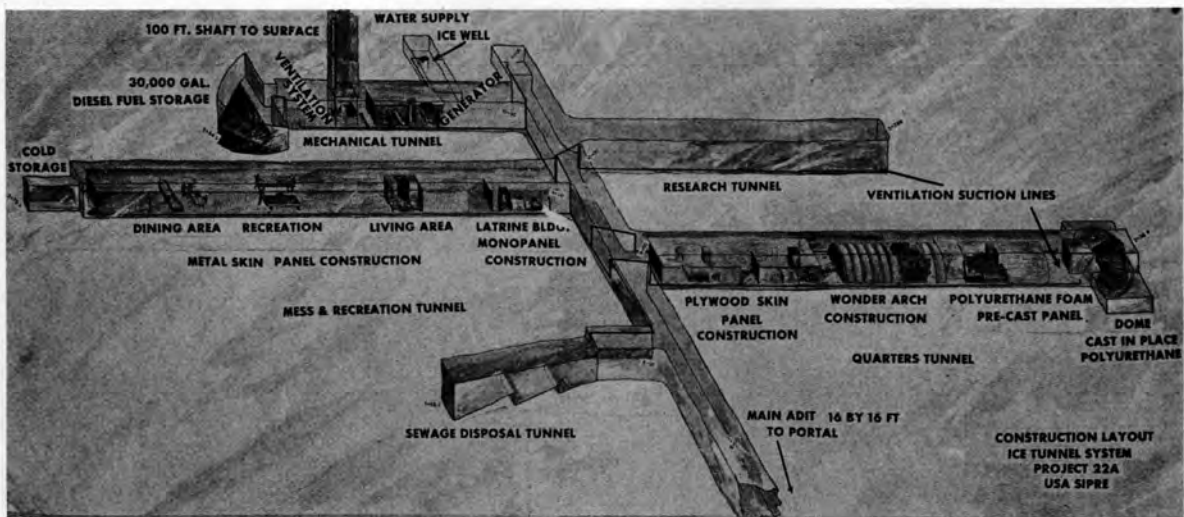 100 FT. SHAFT TO SURFACE
WATER SUPPLY
ICE WELL
30,000 GAL.
DIESEL FUEL STORAGE
VENTILATION
SYSTEM
GENERATOR
MECHANICAL TUNNEL
COLD
STORAGE
RESEARCH TUNNEL
VENTILATION SUCTION LINES
DINING AREA
RECREATION
LIVING AREA
LATRINE BLDG.
MONOPANEL
CONSTRUCTION
METAL SKIN PANEL CONSTRUCTION
MESS & RECREATION TUNNEL
PLYWOOD SKIN
PANEL
CONSTRUCTION
WONDER ARCH
CONSTRUCTION
POLYURETHANE FOAM
PRE-CAST PANEL
DOME
CAST IN PLACE
POLYURETHANE
QUARTERS TUNNEL
SEWAGE DISPOSAL TUNNEL
MAIN ADIT 16 BY 16 FT
TO PORTAL
CONSTRUCTION LAYOUT
ICE TUNNEL SYSTEM
PROJECT 22A
USA SIPRE